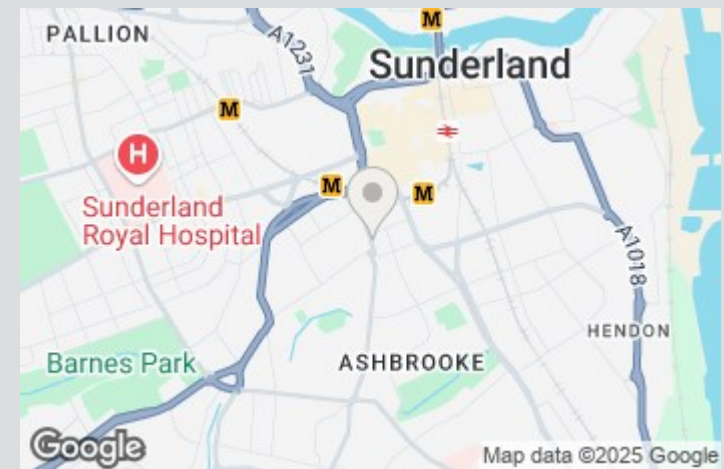 PALLION
A1231
Sunderland
M
M
H
M
M
Sunderland
Royal Hospital
A1018
HENDON
Barnes Park
ASHBROOKE
Google
Map data ©2025 Google